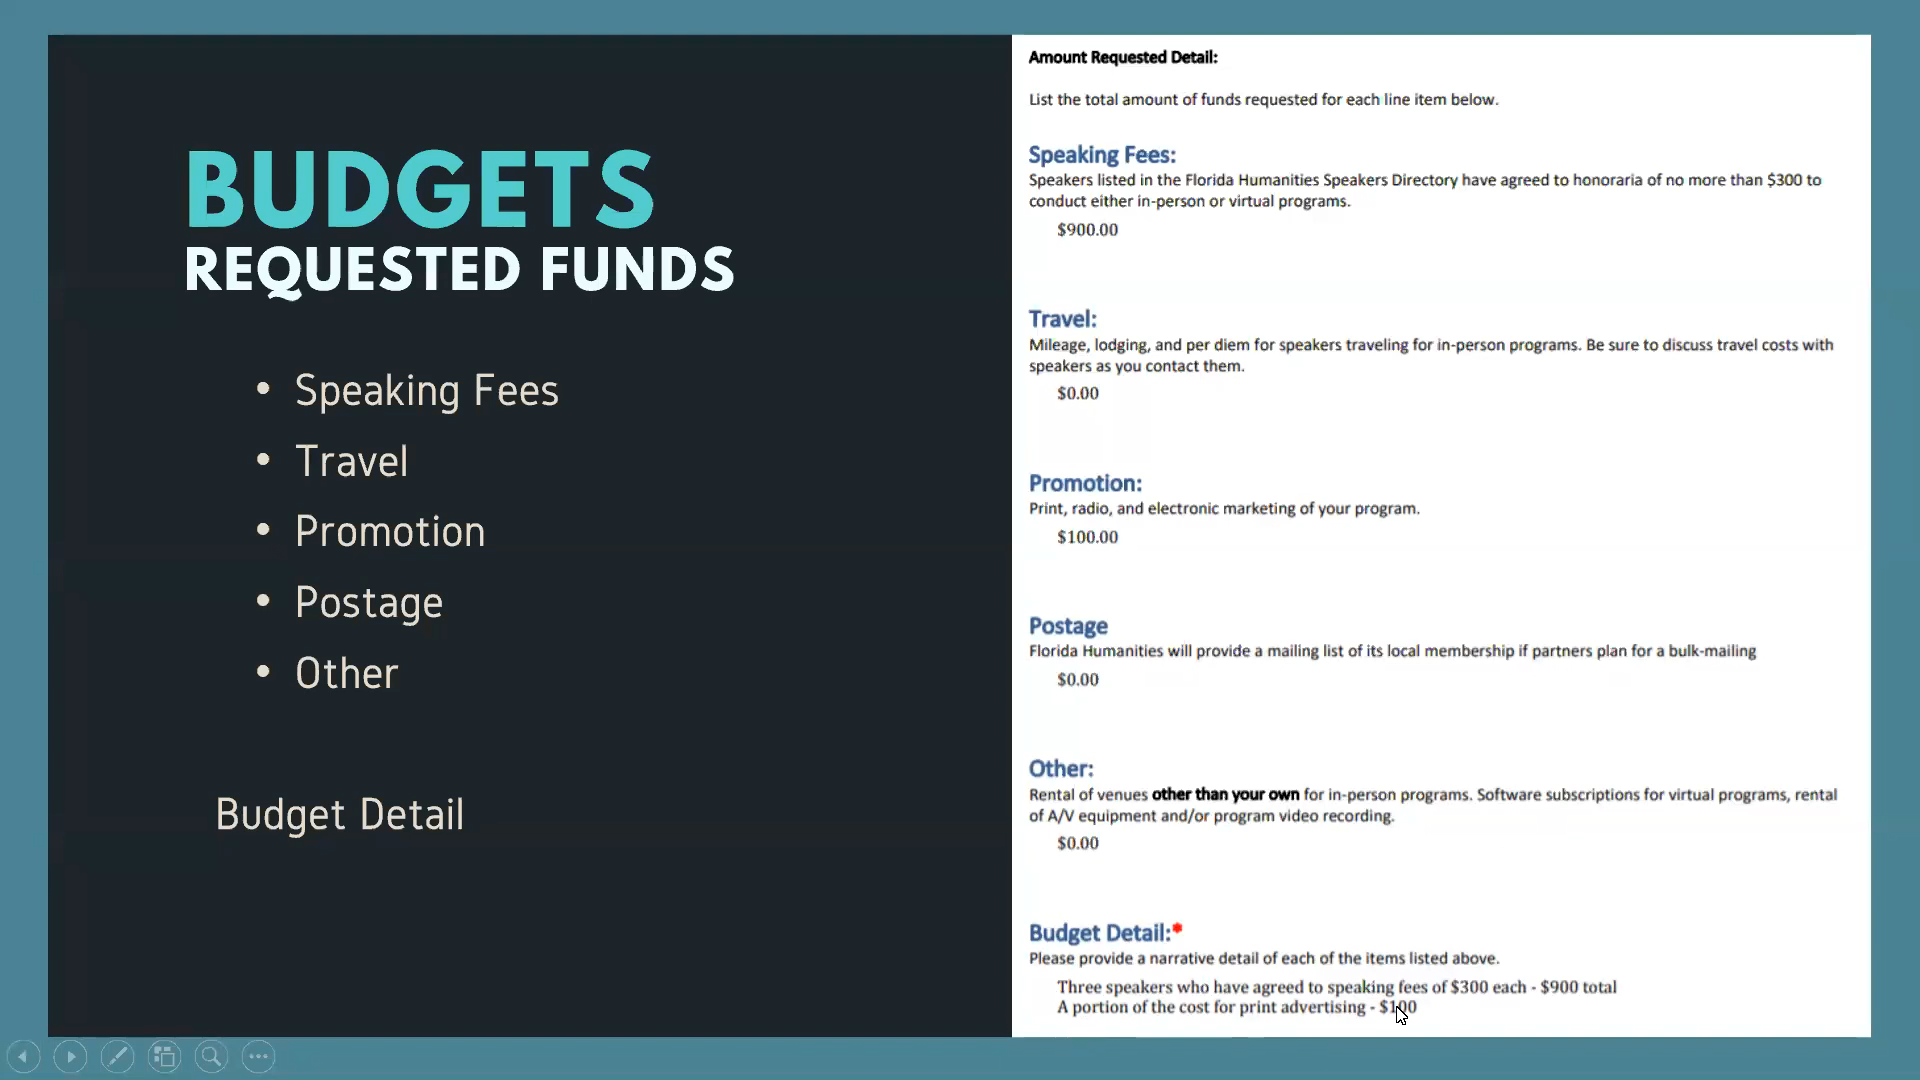 BUDGETS
REQUESTED FUNDS
• Speaking Fees
• Travel
• Promotion
• Postage
• Other
Budget Detail
Amount Requested Detail:
List the total amount of funds requested for each line item below.
Speaking Fees:
Speakers listed in the Florida Humanities Speakers Directory have agreed to honoraria of no more than $300 to
conduct either in-person or virtual programs.
$900.00
Travel:
Mileage, lodging, and per diem for speakers traveling for in-person programs. Be sure to discuss travel costs with
speakers as you contact them.
$0.00
Promotion:
Print, radio, and electronic marketing of your program.
$100.00
Postage
Florida Humanities will provide a mailing list of its local membership if partners plan for a bulk-mailing
$0.00
Other:
Rental of venues other than your own for in-person programs. Software subscriptions for virtual programs, rental
of A/V equipment and/or program video recording.
$0.00
Budget Detail:*
Please provide a narrative detail of each of the items listed above.
Three speakers who have agreed to speaking fees of $300 each - $900 total
A portion of the cost for print advertising - $100